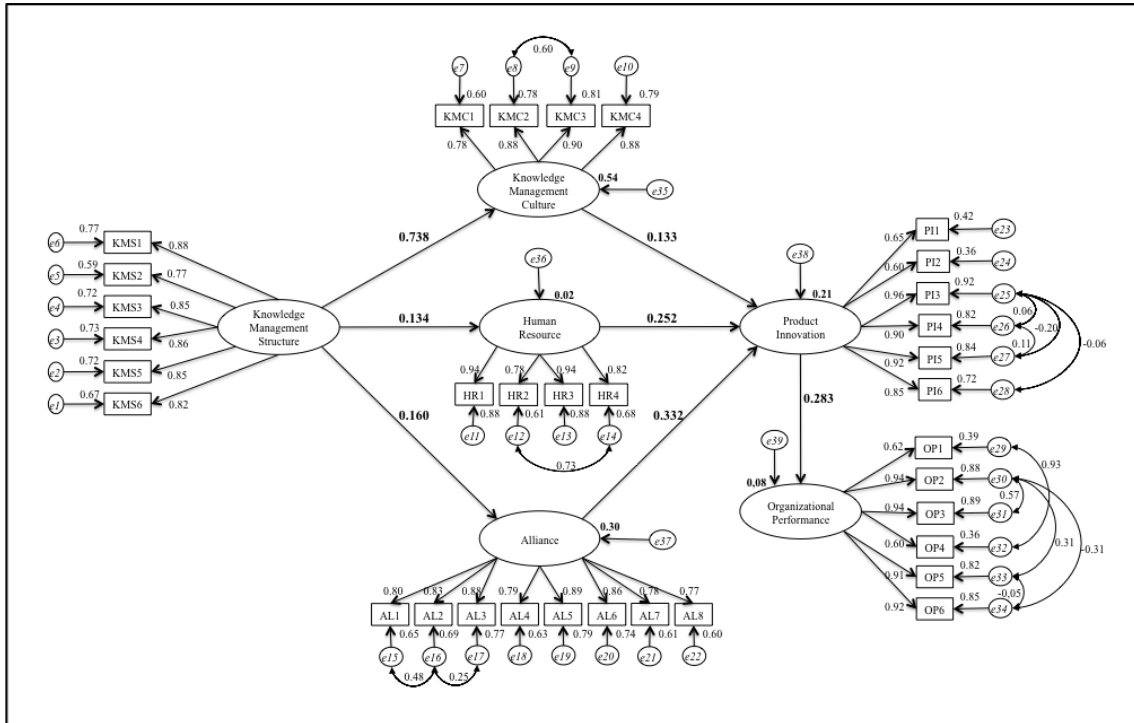 0.60
e7
e8
e9
e10
0.60
0.78
0.81
0.79
KMC1
KMC2
KMC3
KMC4
0.78
0.88
0.90
0.88
Knowledge
Management
Culture
0.54
e35
0.738
0.133
e6
0.77
KMS1
0.88
e5
0.59
KMS2
0.77
e4
0.72
KMS3
0.85
e3
0.73
KMS4
0.86
e2
0.72
KMS5
0.85
e1
0.67
KMS6
0.82
Knowledge
Management
Structure
e36
0.02
0.134
Human
Resource
0.252
0.94
0.78
0.94
0.82
HR1
HR2
HR3
HR4
0.88
0.61
0.88
0.68
e11
e12
e13
e14
0.73
0.160
0.332
0.30
Alliance
e37
0.80
0.83
0.88
0.79
0.89
0.86
0.78
0.77
AL1
AL2
AL3
AL4
AL5
AL6
AL7
AL8
0.65
0.69
0.77
0.63
0.79
0.74
0.61
0.60
e15
e16
e17
e18
e19
e20
e21
e22
0.48
0.25
e38
0.21
Product
Innovation
0.65
PI1
0.42
e23
0.60
PI2
0.36
e24
0.96
PI3
0.92
e25
0.90
PI4
0.82
e26
0.92
PI5
0.84
e27
0.85
PI6
0.72
e28
0.06
-0.20
0.11
-0.06
0.283
e39
0,08
Organizational
Performance
0.62
OP1
0.39
e29
0.94
OP2
0.88
e30
0.94
OP3
0.89
e31
0.60
OP4
0.36
e32
0.91
OP5
0.82
e33
0.92
OP6
0.85
e34
0.93
0.57
0.31
-0.31
-0,05